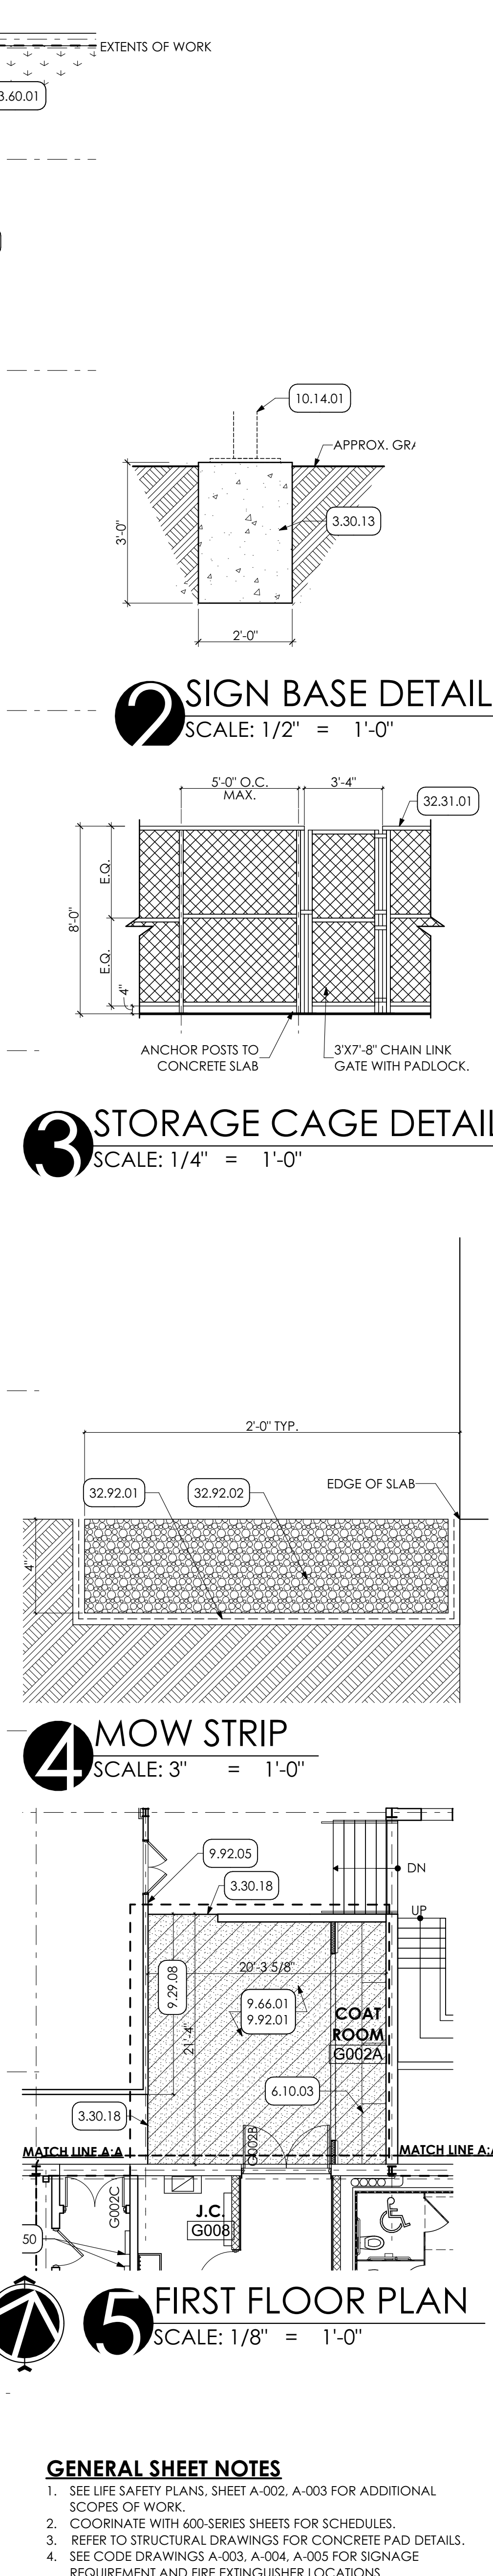 EXTENTS OF WORK
3.60.01
10.14.01
APPROX. GRA
3.30.13
3'-0"
2'-0"
2 SIGN BASE DETAIL
SCALE: 1/2" = 1'-0"
5'-0" O.C.
MAX.
3'-4"
32.31.01
8'-0"
E.Q.
E.Q.
4"
ANCHOR POSTS TO
CONCRETE SLAB
3'X7'-8" CHAIN LINK
GATE WITH PADLOCK.
3 STORAGE CAGE DETAIL
SCALE: 1/4" = 1'-0"
2'-0" TYP.
32.92.01
32.92.02
EDGE OF SLAB
4"
4 MOW STRIP
SCALE: 3" = 1'-0"
9.92.05
3.30.18
DN
UP
9.29.08
20'-3 5/8"
21'-4"
9.66.01
9.92.01
COAT
ROOM
G002A
6.10.03
3.30.18
G002B
MATCH LINE A:A
MATCH LINE A:A
G002C
J.C.
G008
50
5 FIRST FLOOR PLAN
SCALE: 1/8" = 1'-0"
GENERAL SHEET NOTES
1. SEE LIFE SAFETY PLANS, SHEET A-002, A-003 FOR ADDITIONAL
SCOPES OF WORK.
2. COORINATE WITH 600-SERIES SHEETS FOR SCHEDULES.
3. REFER TO STRUCTURAL DRAWINGS FOR CONCRETE PAD DETAILS.
4. SEE CODE DRAWINGS A-003, A-004, A-005 FOR SIGNAGE
REQUIREMENT AND FIRE EXTINGUISHER LOCATIONS